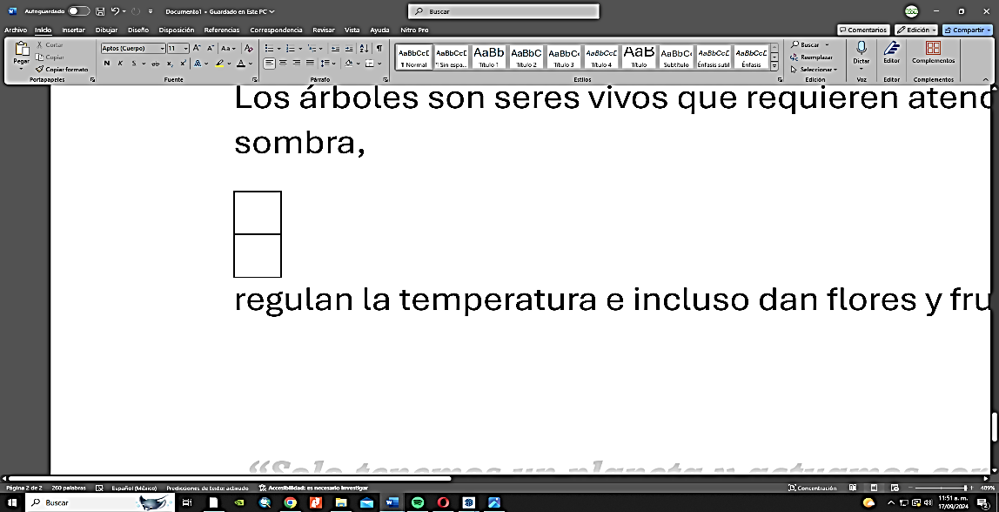 Autoguardado
Documento1 • Guardado en Este PC
Buscar
Archivo Inicio Insertar Dibujar Diseño Disposición Referencias Correspondencia Revisar Vista Ayuda Nitro Pro
Comentarios Edición Compartir
Pegar
Cortar
Copiar
Copiar formato
Portapapeles
Aptos (Cuerpo) 11
N K S
Fuente
Párrafo
AaBbCcD ¶ Normal
AaBbCcD ¶ Sin espa...
AaBb Título 1
AaBbC Título 2
AaBbCc Título 3
AaBbCcD Título 4
AaB Título
AaBbCc Subtítulo
AaBbCcD Énfasis sutil
AaBbCcD Énfasis
Estilos
Buscar
Reemplazar
Seleccionar
Edición
Dictar
Voz
Editor
Editor
Complementos
Complementos
Los árboles son seres vivos que requieren atenc
sombra,
regulan la temperatura e incluso dan flores y fru
“Solo tenemos un planeta y actuamos com
Página 2 de 2 260 palabras Español (México) Predicciones de texto: activado Accesibilidad: es necesario investigar
Concentración 409%
Buscar
11:51 a. m.
17/09/2024